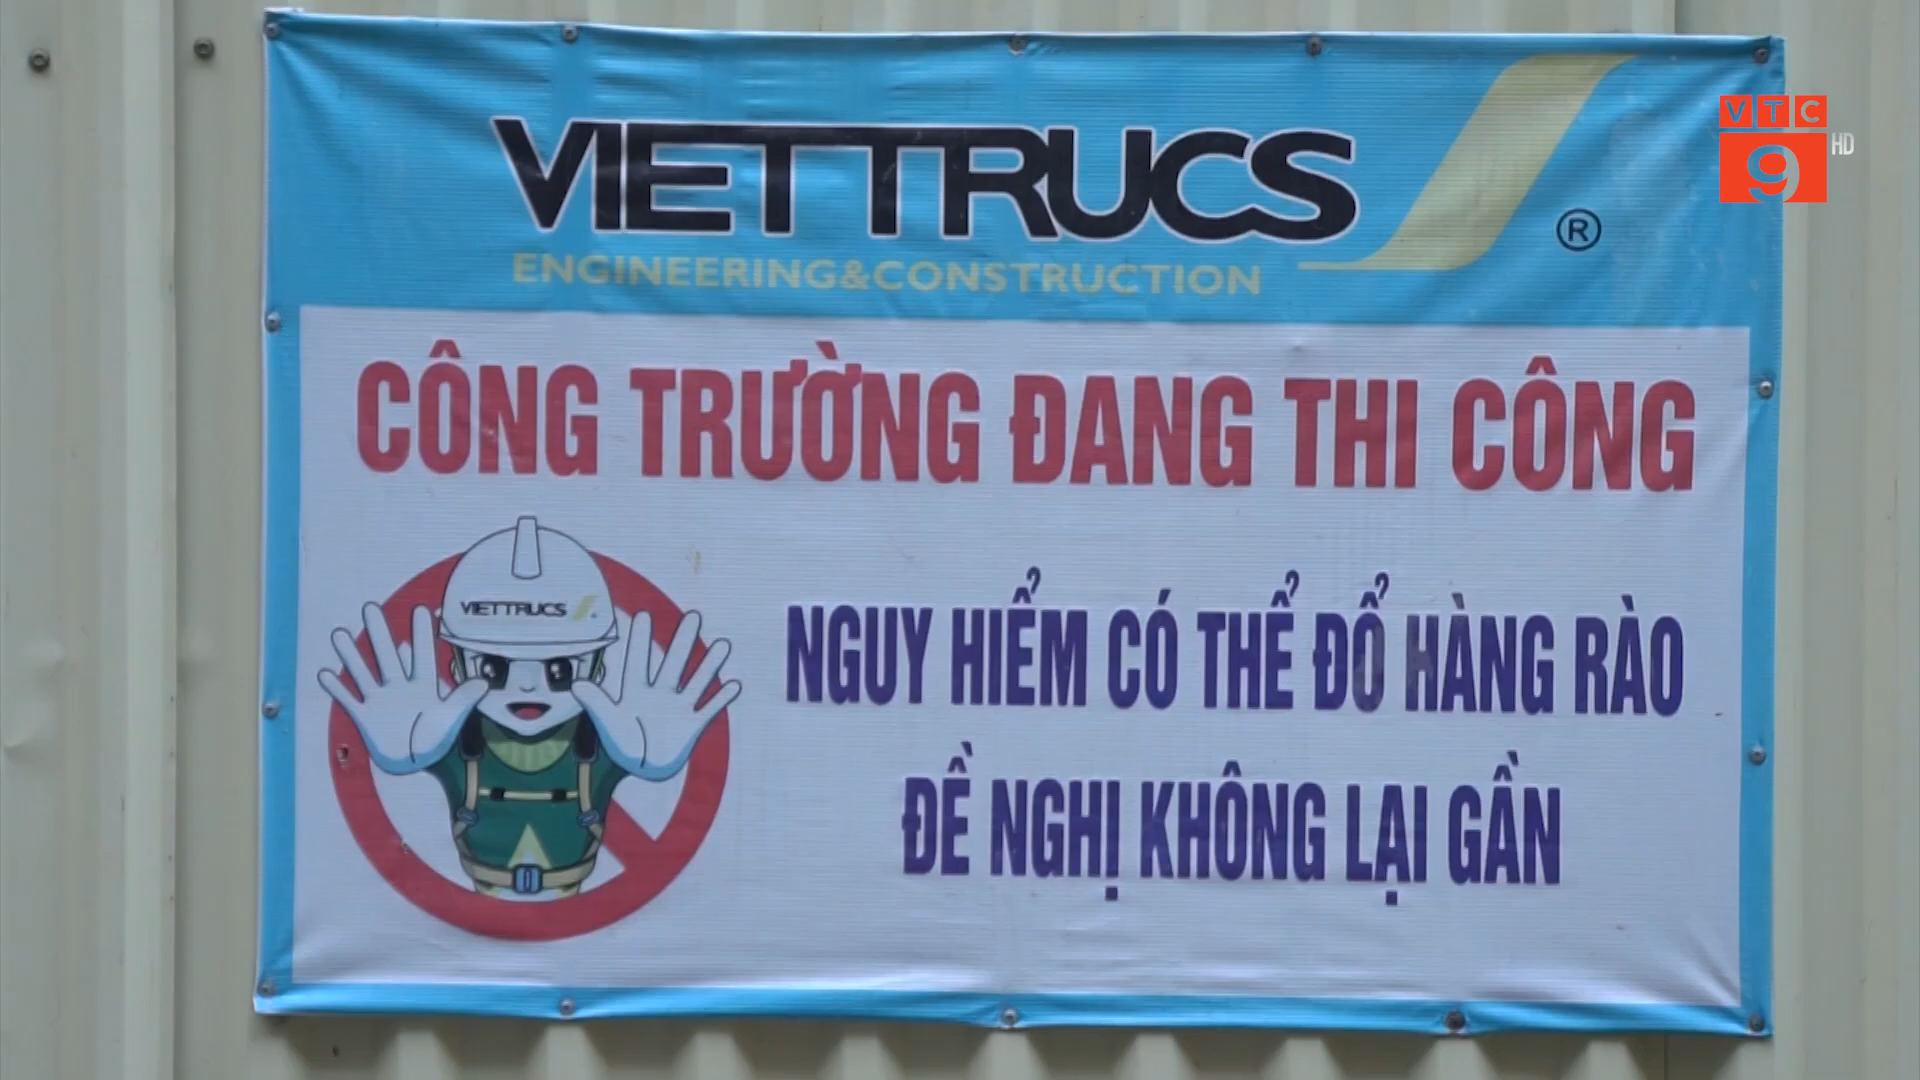 VIETTRUCS
®
ENGINEERING&CONSTRUCTION
VTC
9 HD
CÔNG TRƯỜNG ĐANG THI CÔNG
VIETTRUCS
NGUY HIỂM CÓ THỂ ĐỔ HÀNG RÀO
ĐỀ NGHỊ KHÔNG LẠI GẦN